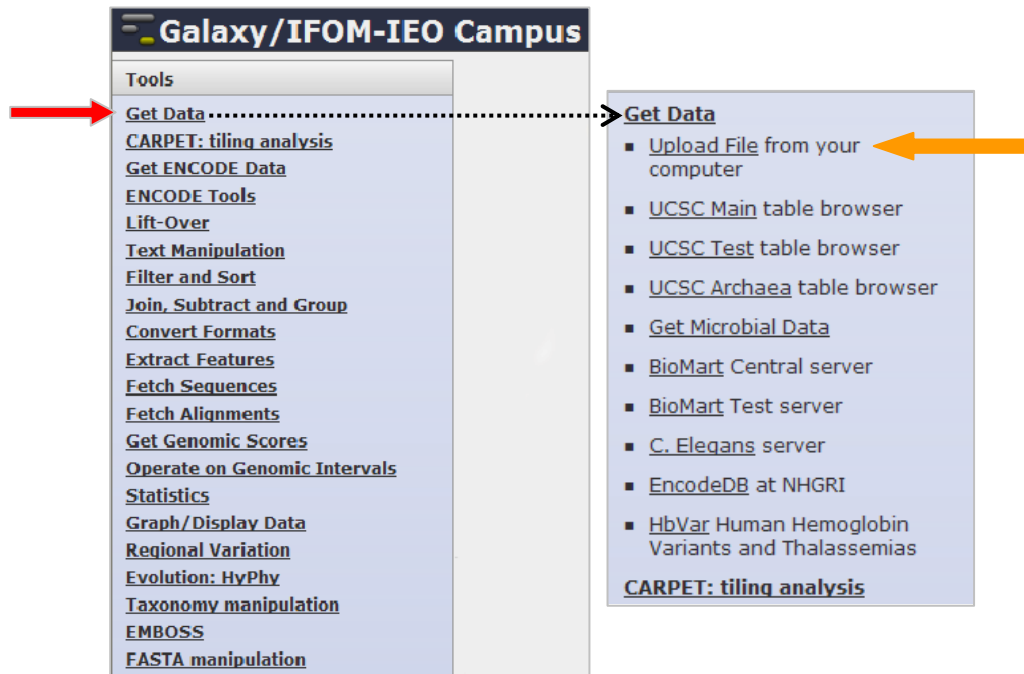 Galaxy/IFOM-IEO Campus
Tools
Get Data
CARPET: tiling analysis
Get ENCODE Data
ENCODE Tools
Lift-Over
Text Manipulation
Filter and Sort
Join, Subtract and Group
Convert Formats
Extract Features
Fetch Sequences
Fetch Alignments
Get Genomic Scores
Operate on Genomic Intervals
Statistics
Graph/Display Data
Regional Variation
Evolution: HyPhy
Taxonomy manipulation
EMBOSS
FASTA manipulation
Get Data
▪ Upload File from your
computer
▪ UCSC Main table browser
▪ UCSC Test table browser
▪ UCSC Archaea table browser
▪ Get Microbial Data
▪ BioMart Central server
▪ BioMart Test server
▪ C. Elegans server
▪ EncodeDB at NHGRI
▪ HbVar Human Hemoglobin
Variants and Thalassemias
CARPET: tiling analysis